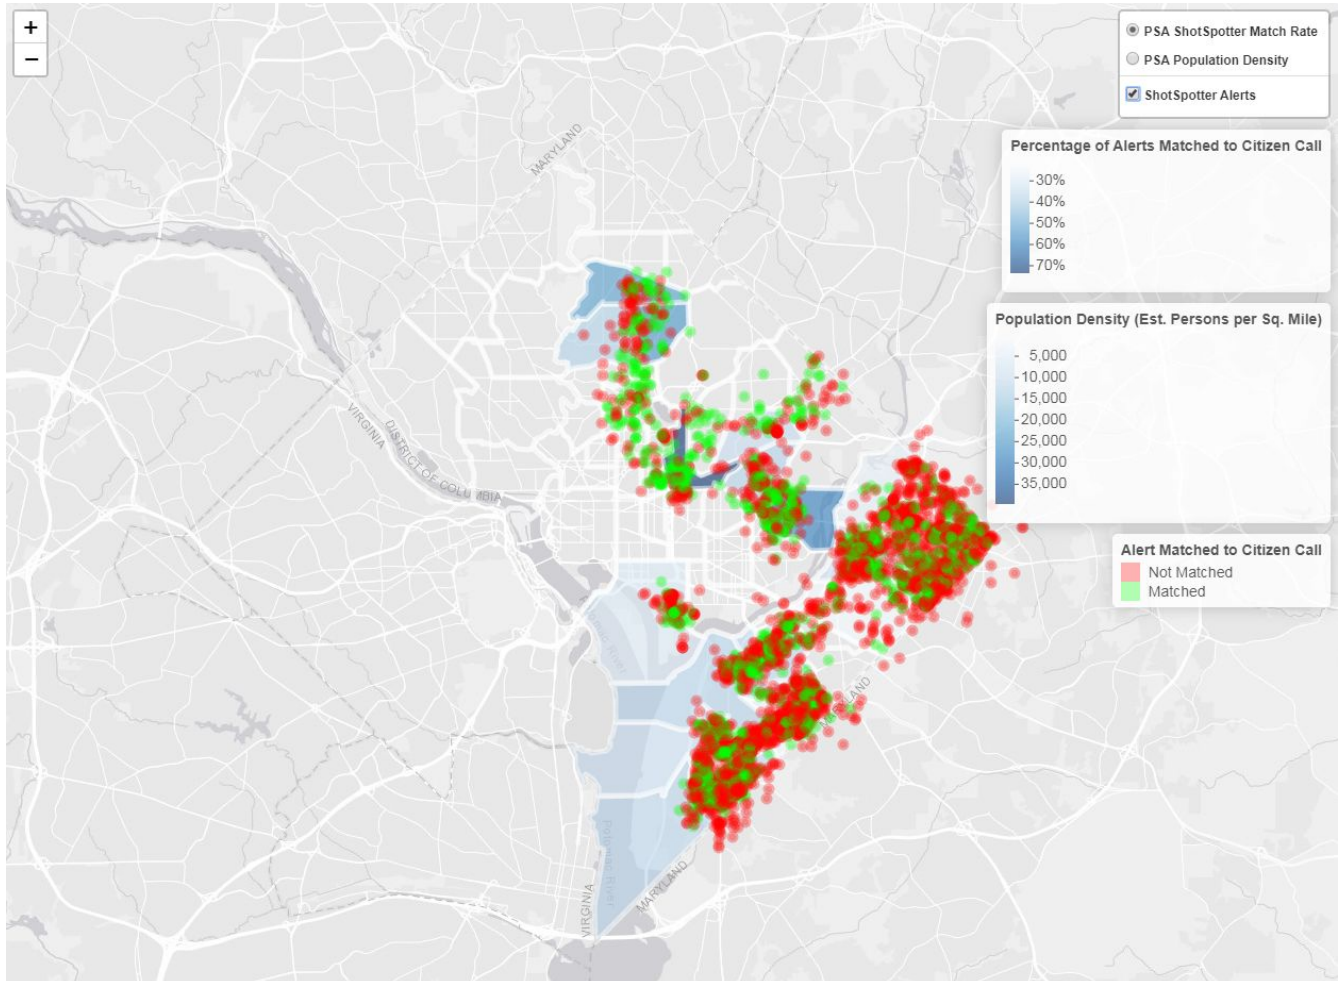 +
−
PSA ShotSpotter Match Rate
PSA Population Density
ShotSpotter Alerts
Percentage of Alerts Matched to Citizen Call
30%
40%
50%
60%
70%
Population Density (Est. Persons per Sq. Mile)
5,000
10,000
15,000
20,000
25,000
30,000
35,000
Alert Matched to Citizen Call
Not Matched
Matched
MARYLAND
VIRGINIA
DISTRICT OF COLUMBIA
River
MARYLAND
Potomac River
VIRGINIA
MARYLAND